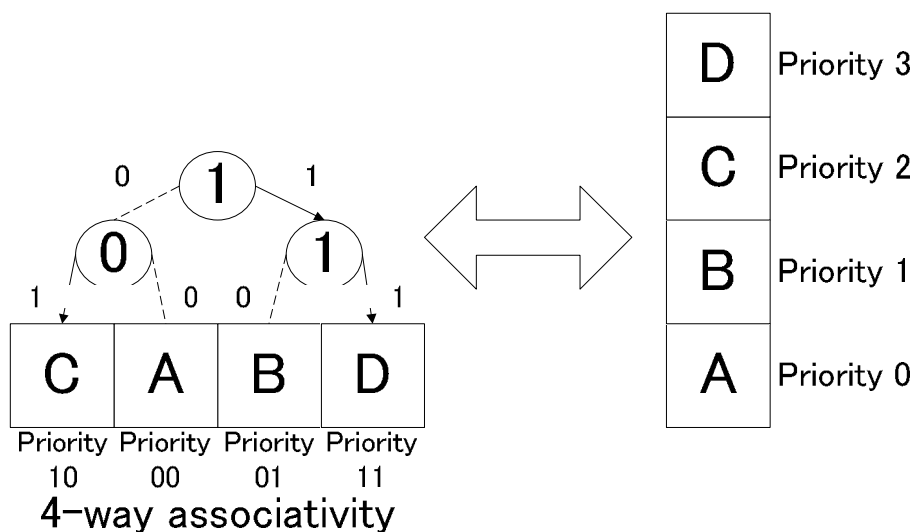 D Priority 3
0 1 1
C Priority 2
0 1
B Priority 1
1 0 0 1
C A B D
A Priority 0
Priority Priority Priority Priority
10 00 01 11
4-way associativity